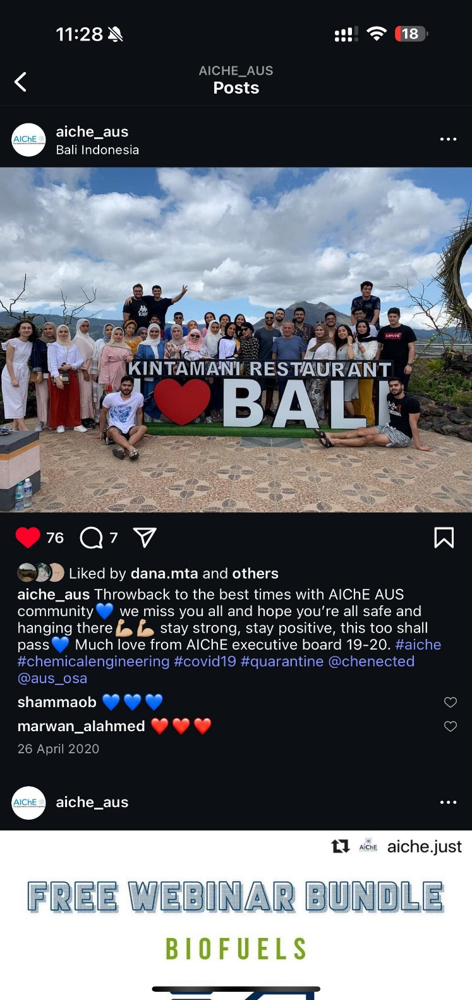 11:28
18
AICHE_AUS
Posts
AIChE
aiche_aus
Bali Indonesia
Kappa
LEVI'S
KINTAMANI RESTAURANT
I ❤ BALI
76
7
Liked by dana.mta and others
aiche_aus Throwback to the best times with AIChE AUS
community💙 we miss you all and hope you’re all safe and
hanging there💪🏼💪🏼 stay strong, stay positive, this too shall
pass💙 Much love from AIChE executive board 19-20. #aiche
#chemicalengineering #covid19 #quarantine @chenected
@aus_osa
shammaob 💙💙💙
marwan_alahmed ❤️❤️❤️
26 April 2020
AIChE
aiche_aus
AIChE
aiche.just
FREE WEBINAR BUNDLE
BIOFUELS